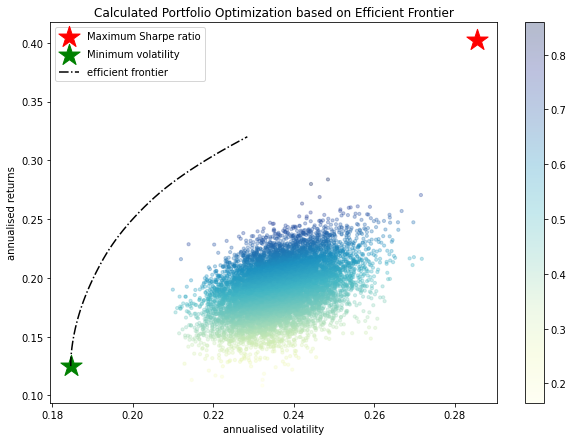 Calculated Portfolio Optimization based on Efficient Frontier
Maximum Sharpe ratio
Minimum volatility
efficient frontier
annualised returns
0.40
0.35
0.30
0.25
0.20
0.15
0.10
0.18 0.20 0.22 0.24 0.26 0.28
annualised volatility
0.8
0.7
0.6
0.5
0.4
0.3
0.2